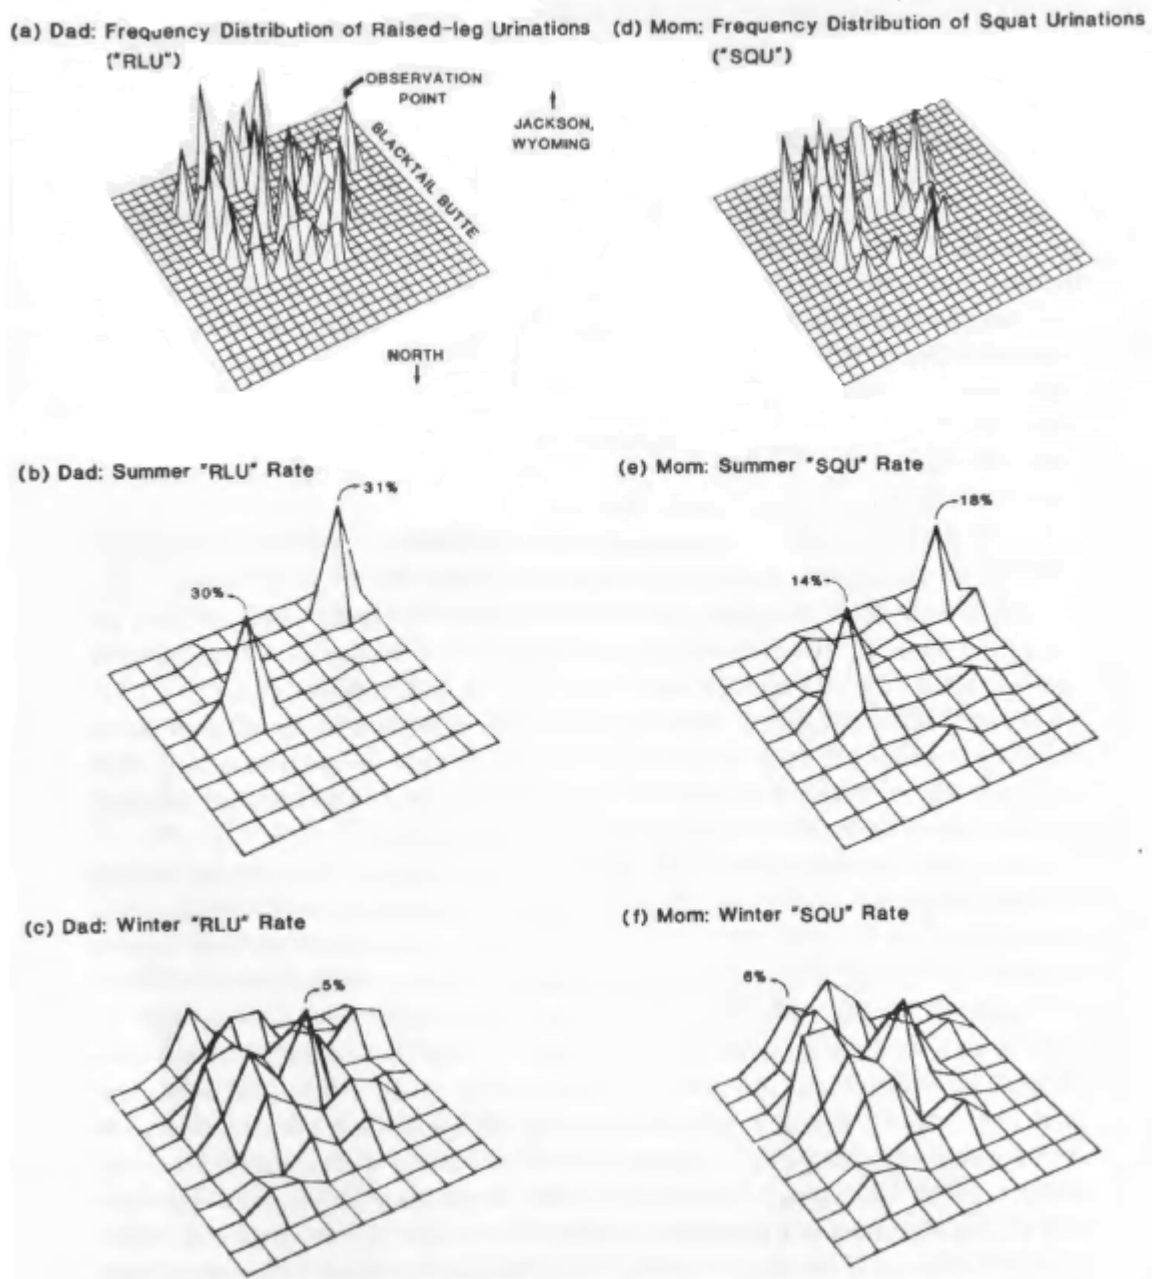 (a) Dad: Frequency Distribution of Raised-leg Urinations
("RLU")
OBSERVATION
POINT
BLACKTAIL BUTTE
JACKSON,
WYOMING
NORTH
(d) Mom: Frequency Distribution of Squat Urinations
("SQU")
(b) Dad: Summer "RLU" Rate
31%
30%
(e) Mom: Summer "SQU" Rate
18%
14%
(c) Dad: Winter "RLU" Rate
5%
(f) Mom: Winter "SQU" Rate
6%